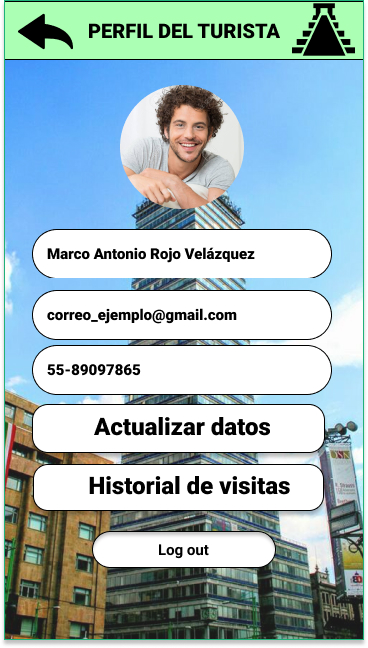 PERFIL DEL TURISTA
Marco Antonio Rojo Velázquez
correo_ejemplo@gmail.com
55-89097865
Actualizar datos
Historial de visitas
Log out